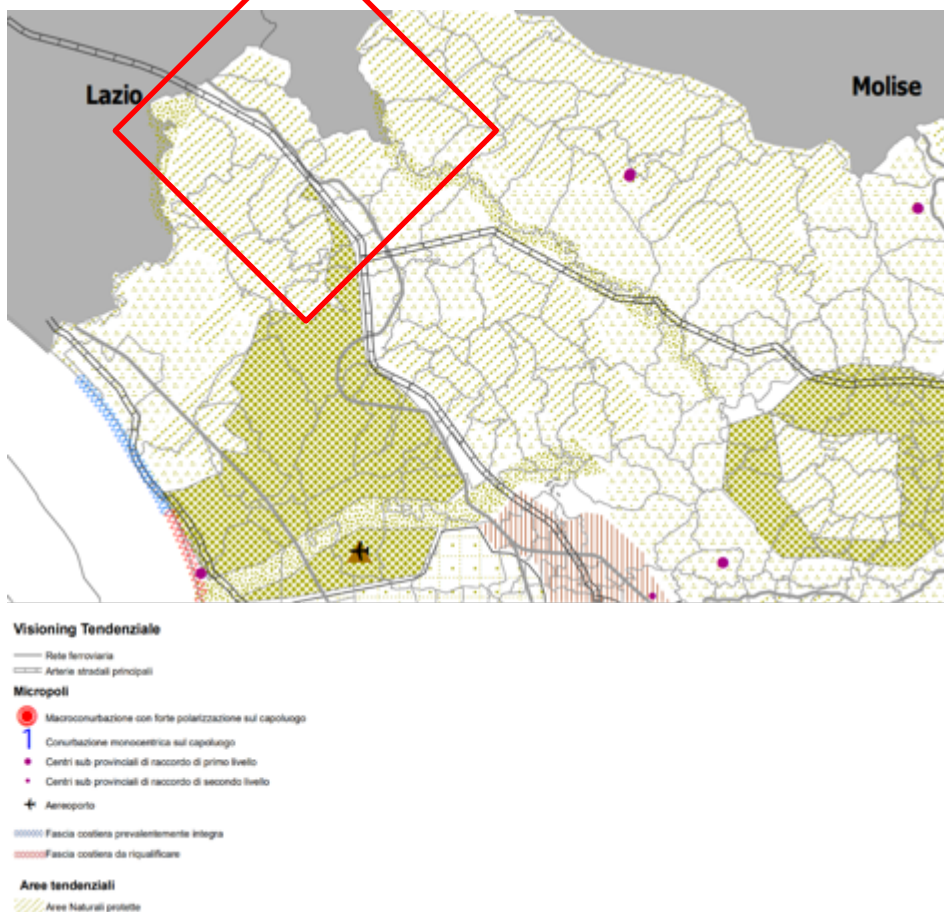 Lazio
Molise
Visioning Tendenziale
Rete ferroviaria
Arterie stradali principali
Micropoli
Macroconurbazione con forte polarizzazione sul capoluogo
1 Conurbazione monocentrica sul capoluogo
Centri sub provinciali di raccordo di primo livello
Centri sub provinciali di raccordo di secondo livello
Aereoporto
Fascia costiera prevalentemente integra
Fascia costiera da riqualificare
Aree tendenziali
Aree Naturali protette